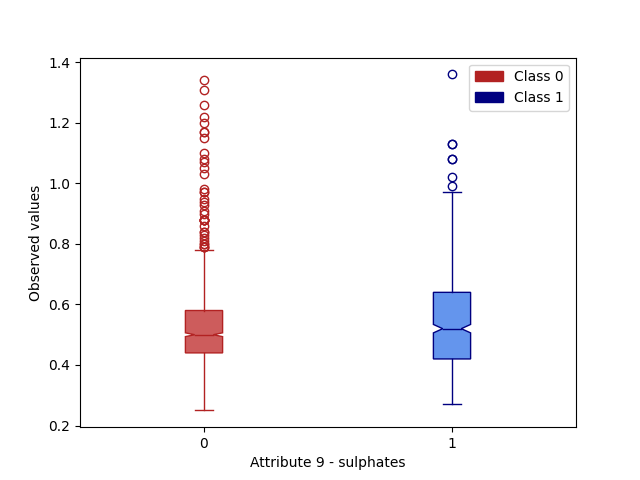 1.4
1.2
1.0
0.8
0.6
0.4
0.2
Observed values
0
1
Attribute 9 - sulphates
Class 0
Class 1